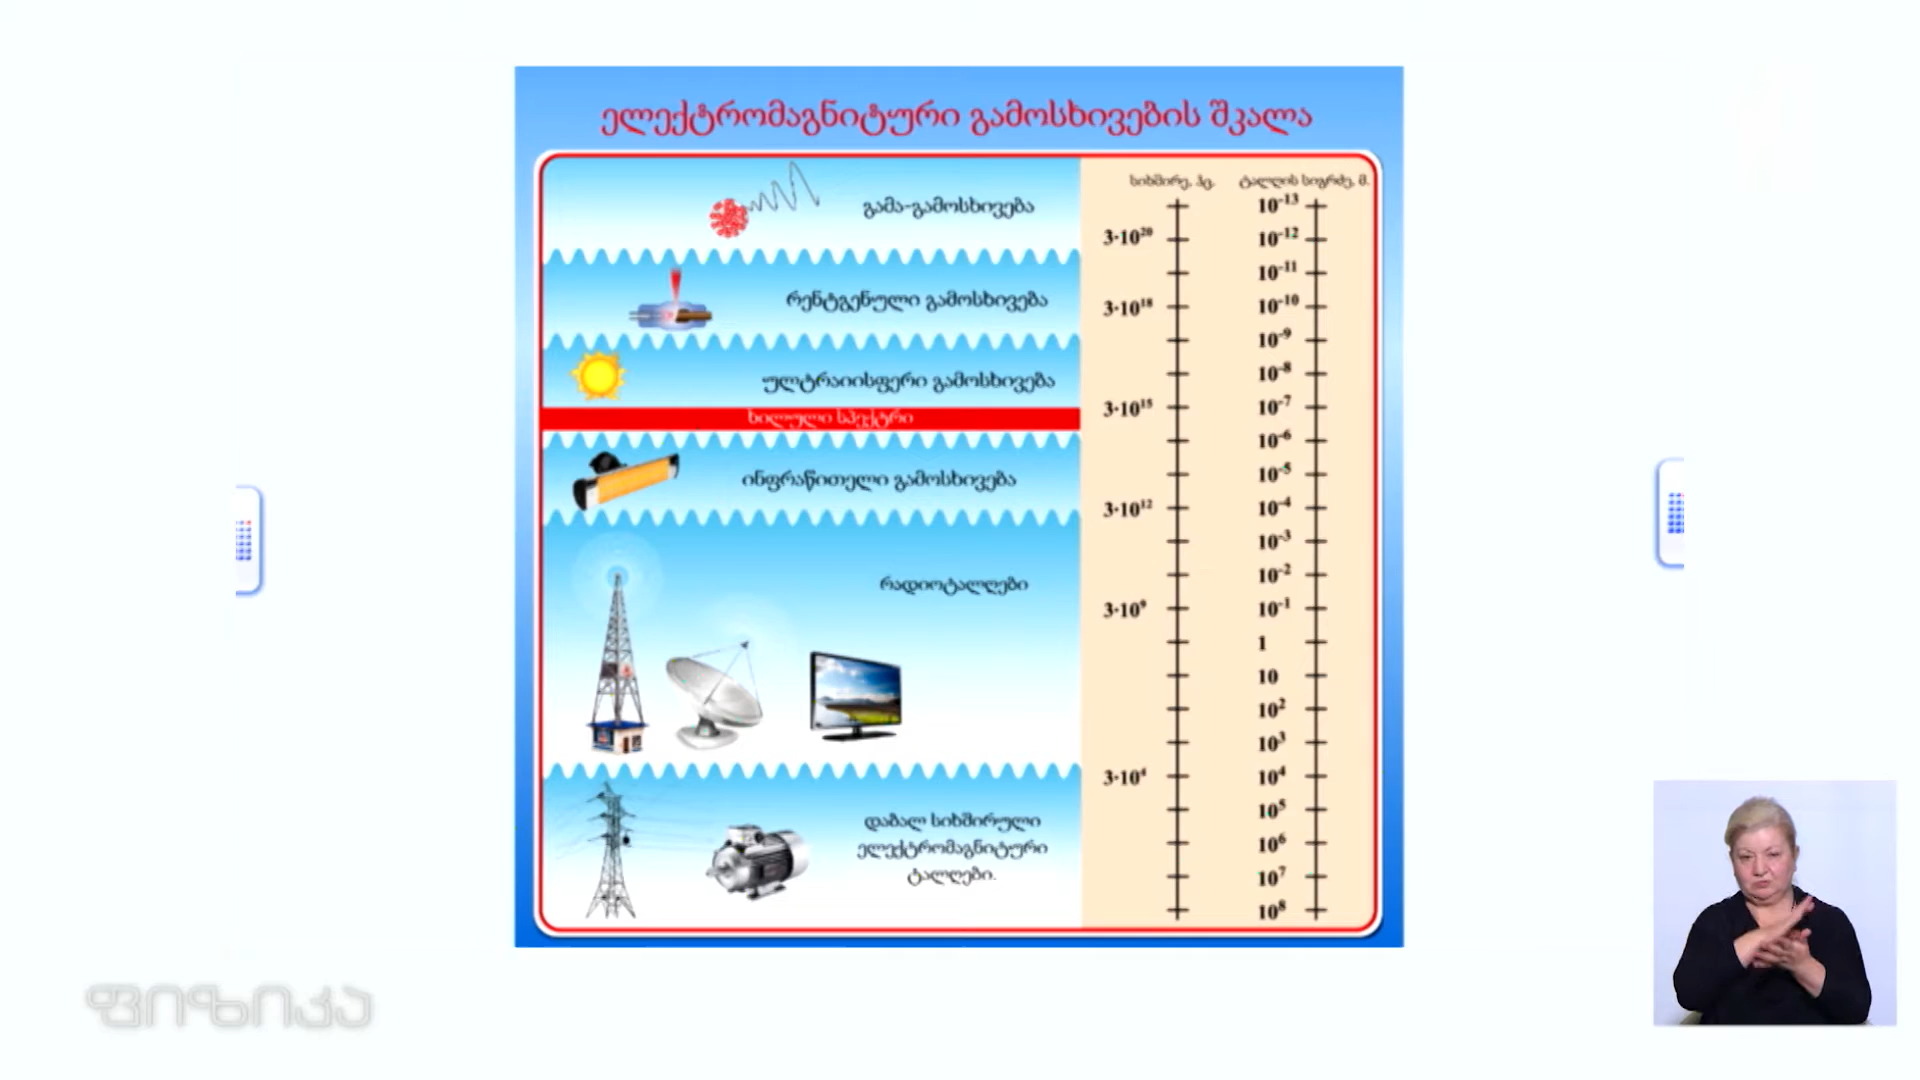 ელექტრომაგნიტური გამოსხივების შკალა
სიხშირე, ჰც. ტალღის სიგრძე, მ.
გამა-გამოსხივება
რენტგენული გამოსხივება
ულტრაიისფერი გამოსხივება
ხილული სპექტრი
ინფრაწითელი გამოსხივება
რადიოტალღები
დაბალ სიხშირული
ელექტრომაგნიტური
ტალღები.
3·10²⁰
3·10¹⁸
3·10¹⁵
3·10¹²
3·10⁹
3·10⁴
10⁻¹³
10⁻¹²
10⁻¹¹
10⁻¹⁰
10⁻⁹
10⁻⁸
10⁻⁷
10⁻⁶
10⁻⁵
10⁻⁴
10⁻³
10⁻²
10⁻¹
1
10
10²
10³
10⁴
10⁵
10⁶
10⁷
10⁸
ფიზიკა